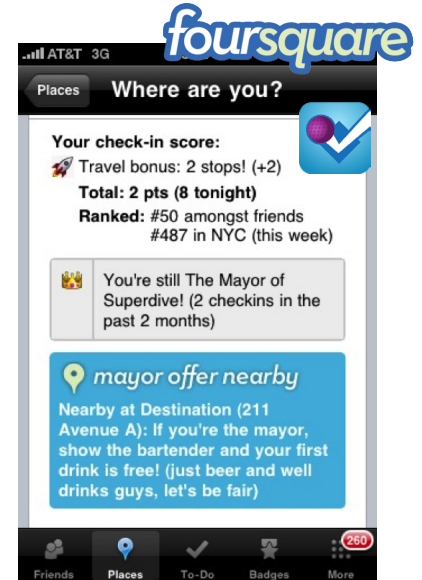 foursquare
AT&T 3G
Places
Where are you?
Your check-in score:
Travel bonus: 2 stops! (+2)
Total: 2 pts (8 tonight)
Ranked: #50 amongst friends
#487 in NYC (this week)
You're still The Mayor of
Superdive! (2 checkins in the
past 2 months)
mayor offer nearby
Nearby at Destination (211
Avenue A): If you're the mayor,
show the bartender and your first
drink is free! (just beer and well
drinks guys, let's be fair)
260
Friends Places To-Do Badges More